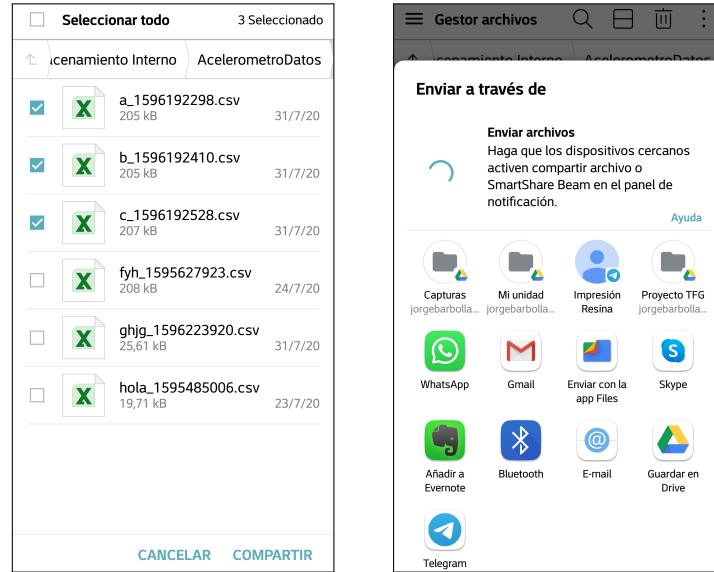 Seleccionar todo
3 Seleccionado
cenamiento Interno
AcelerometroDatos
a_1596192298.csv
205 kB
31/7/20
b_1596192410.csv
205 kB
31/7/20
c_1596192528.csv
207 kB
31/7/20
fyh_1595627923.csv
208 kB
24/7/20
ghjg_1596223920.csv
25,61 kB
31/7/20
hola_1595485006.csv
19,71 kB
23/7/20
CANCELAR
COMPARTIR
Gestor archivos
cenamiento Interno
AcelerometroDatos
Enviar a través de
Enviar archivos
Haga que los dispositivos cercanos
activen compartir archivo o
SmartShare Beam en el panel de
notificación.
Ayuda
Capturas
jorgebarbolla...
Mi unidad
jorgebarbolla...
Impresión
Resina
Proyecto TFG
jorgebarbolla...
WhatsApp
Gmail
Enviar con la
app Files
Skype
Añadir a
Evernote
Bluetooth
E-mail
Guardar en
Drive
Telegram